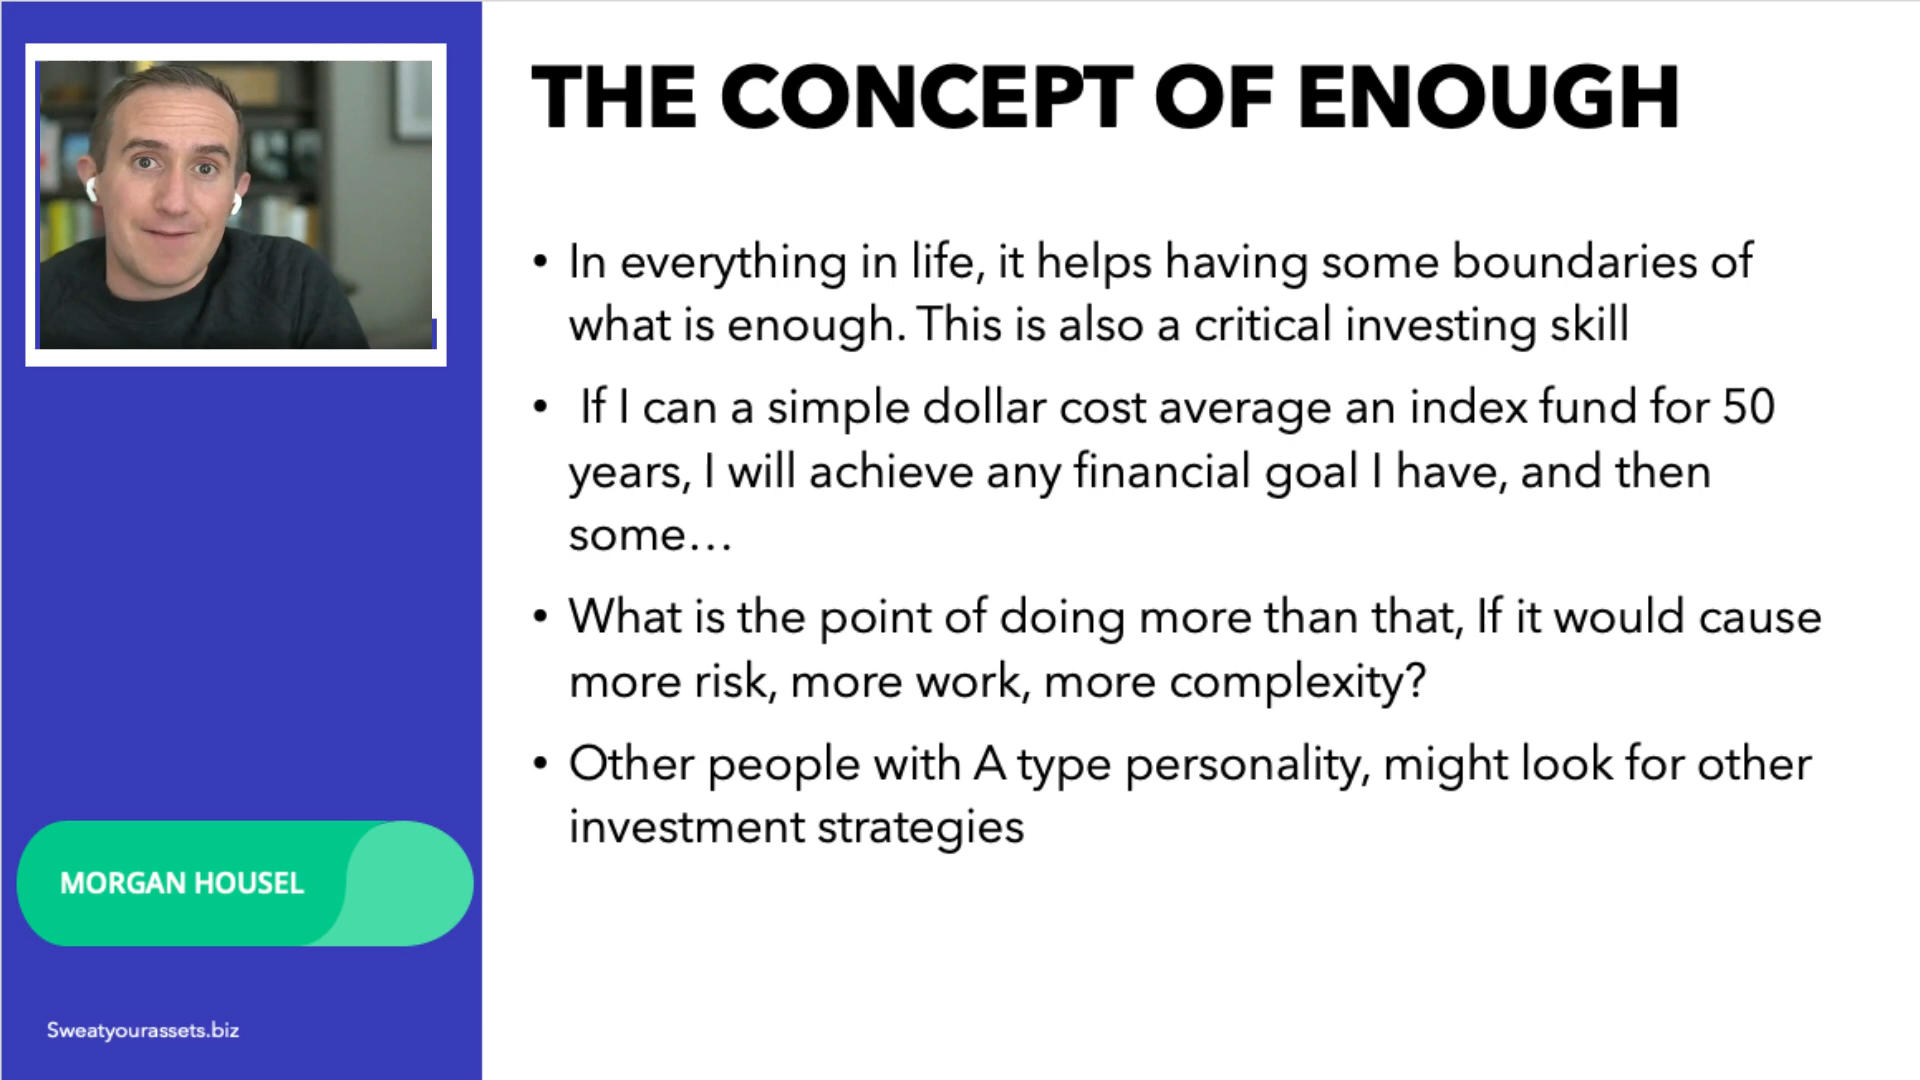 THE CONCEPT OF ENOUGH
• In everything in life, it helps having some boundaries of
what is enough. This is also a critical investing skill
• If I can a simple dollar cost average an index fund for 50
years, I will achieve any financial goal I have, and then
some…
• What is the point of doing more than that, If it would cause
more risk, more work, more complexity?
• Other people with A type personality, might look for other
investment strategies
MORGAN HOUSEL
Sweatyourassets.biz